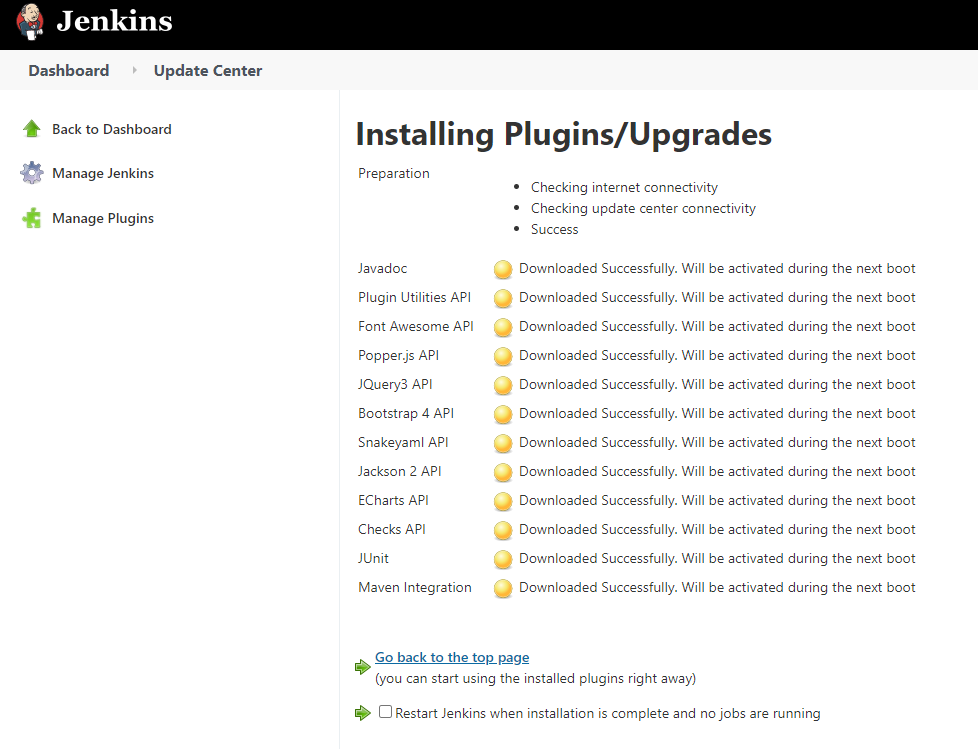 Jenkins
Dashboard
Update Center
Back to Dashboard
Manage Jenkins
Manage Plugins
Installing Plugins/Upgrades
Preparation
Checking internet connectivity
Checking update center connectivity
Success
Javadoc Downloaded Successfully. Will be activated during the next boot
Plugin Utilities API Downloaded Successfully. Will be activated during the next boot
Font Awesome API Downloaded Successfully. Will be activated during the next boot
Popper.js API Downloaded Successfully. Will be activated during the next boot
JQuery3 API Downloaded Successfully. Will be activated during the next boot
Bootstrap 4 API Downloaded Successfully. Will be activated during the next boot
Snakeyaml API Downloaded Successfully. Will be activated during the next boot
Jackson 2 API Downloaded Successfully. Will be activated during the next boot
ECharts API Downloaded Successfully. Will be activated during the next boot
Checks API Downloaded Successfully. Will be activated during the next boot
JUnit Downloaded Successfully. Will be activated during the next boot
Maven Integration Downloaded Successfully. Will be activated during the next boot
Go back to the top page
(you can start using the installed plugins right away)
Restart Jenkins when installation is complete and no jobs are running